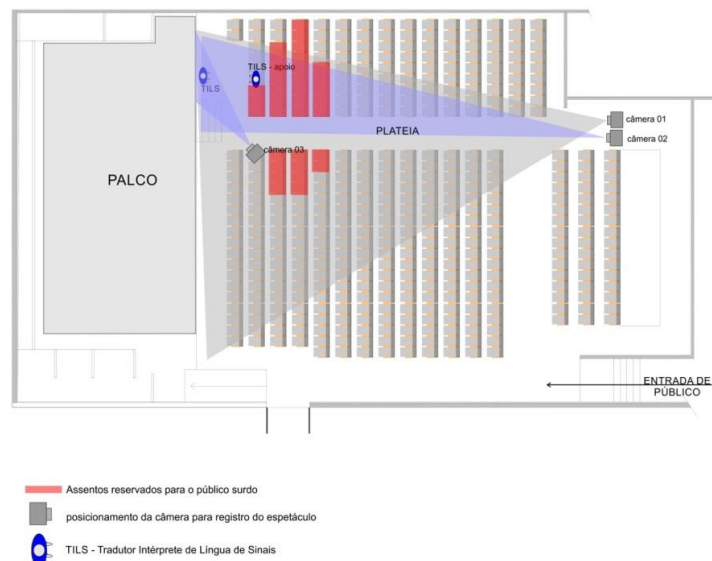 TILS - apoio
TILS
câmera 01
PLATEIA
câmera 02
câmera 03
PALCO
ENTRADA DE
PÚBLICO
Assentos reservados para o público surdo
posicionamento da câmera para registro do espetáculo
TILS - Tradutor Intérprete de Língua de Sinais